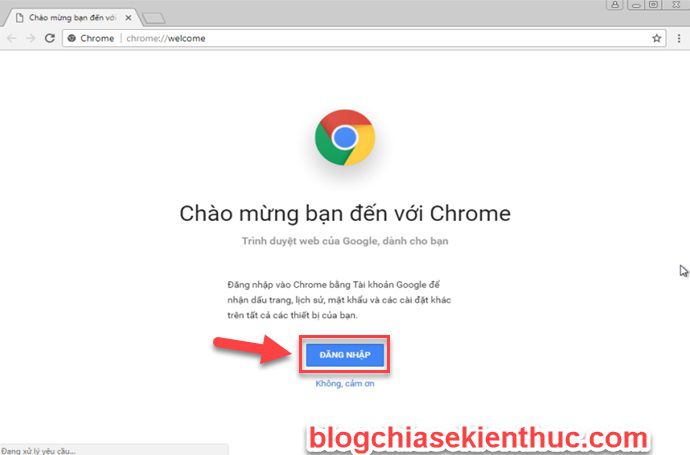 Chào mừng bạn đến với
Chrome chrome://welcome
Chào mừng bạn đến với Chrome
Trình duyệt web của Google, dành cho bạn
Đăng nhập vào Chrome bằng Tài khoản Google để
nhận dấu trang, lịch sử, mật khẩu và các cài đặt khác
trên tất cả các thiết bị của bạn.
ĐĂNG NHẬP
Không, cảm ơn
blogchiasekienthuc.com
Đang xử lý yêu cầu...